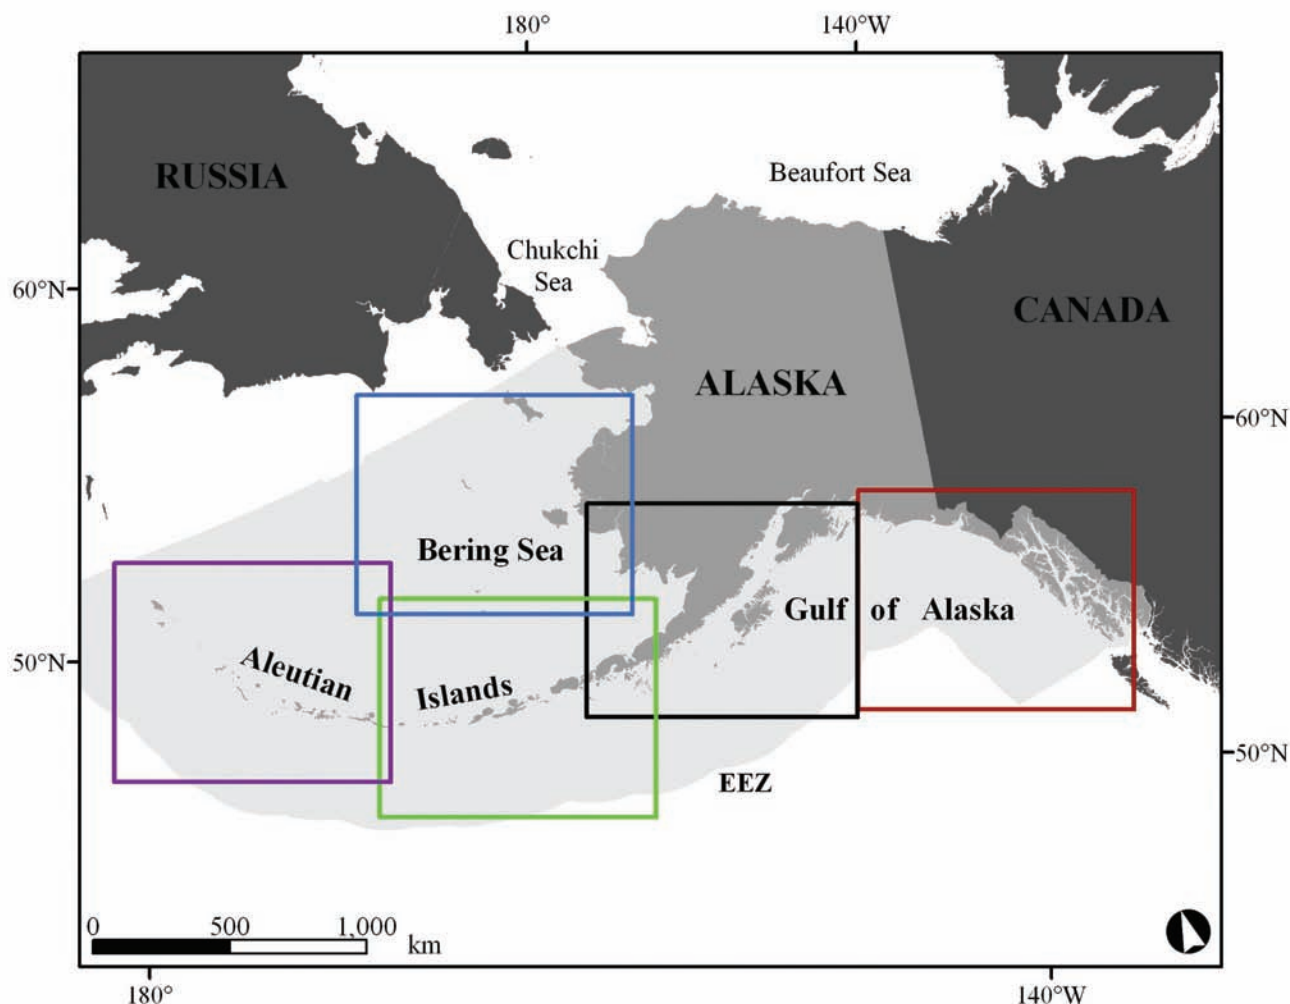 180°
140°W
RUSSIA
Beaufort Sea
Chukchi
Sea
60°N
CANADA
ALASKA
60°N
Bering Sea
Gulf of Alaska
50°N
Aleutian Islands
50°N
EEZ
0 500 1,000
km
180°
140°W